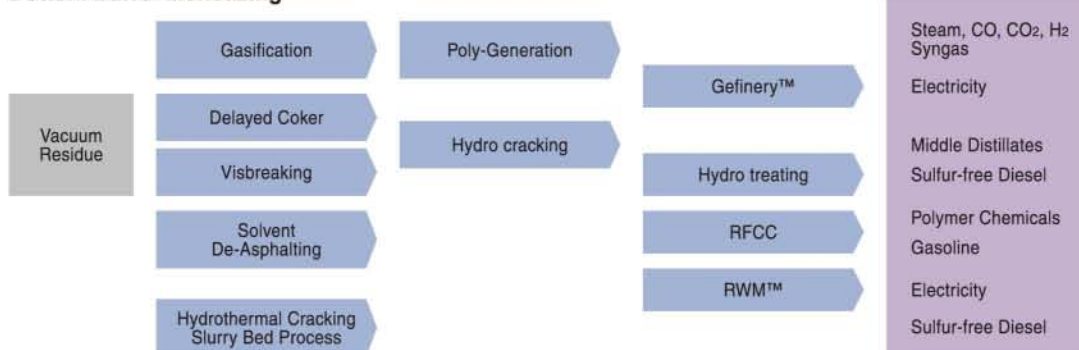 Vacuum
Residue
Gasification
Delayed Coker
Visbreaking
Solvent
De-Asphalting
Hydrothermal Cracking
Slurry Bed Process
Poly-Generation
Hydro cracking
Gefinery™
Hydro treating
RFCC
RWM™
Steam, CO, CO₂, H₂
Syngas
Electricity
Middle Distillates
Sulfur-free Diesel
Polymer Chemicals
Gasoline
Electricity
Sulfur-free Diesel